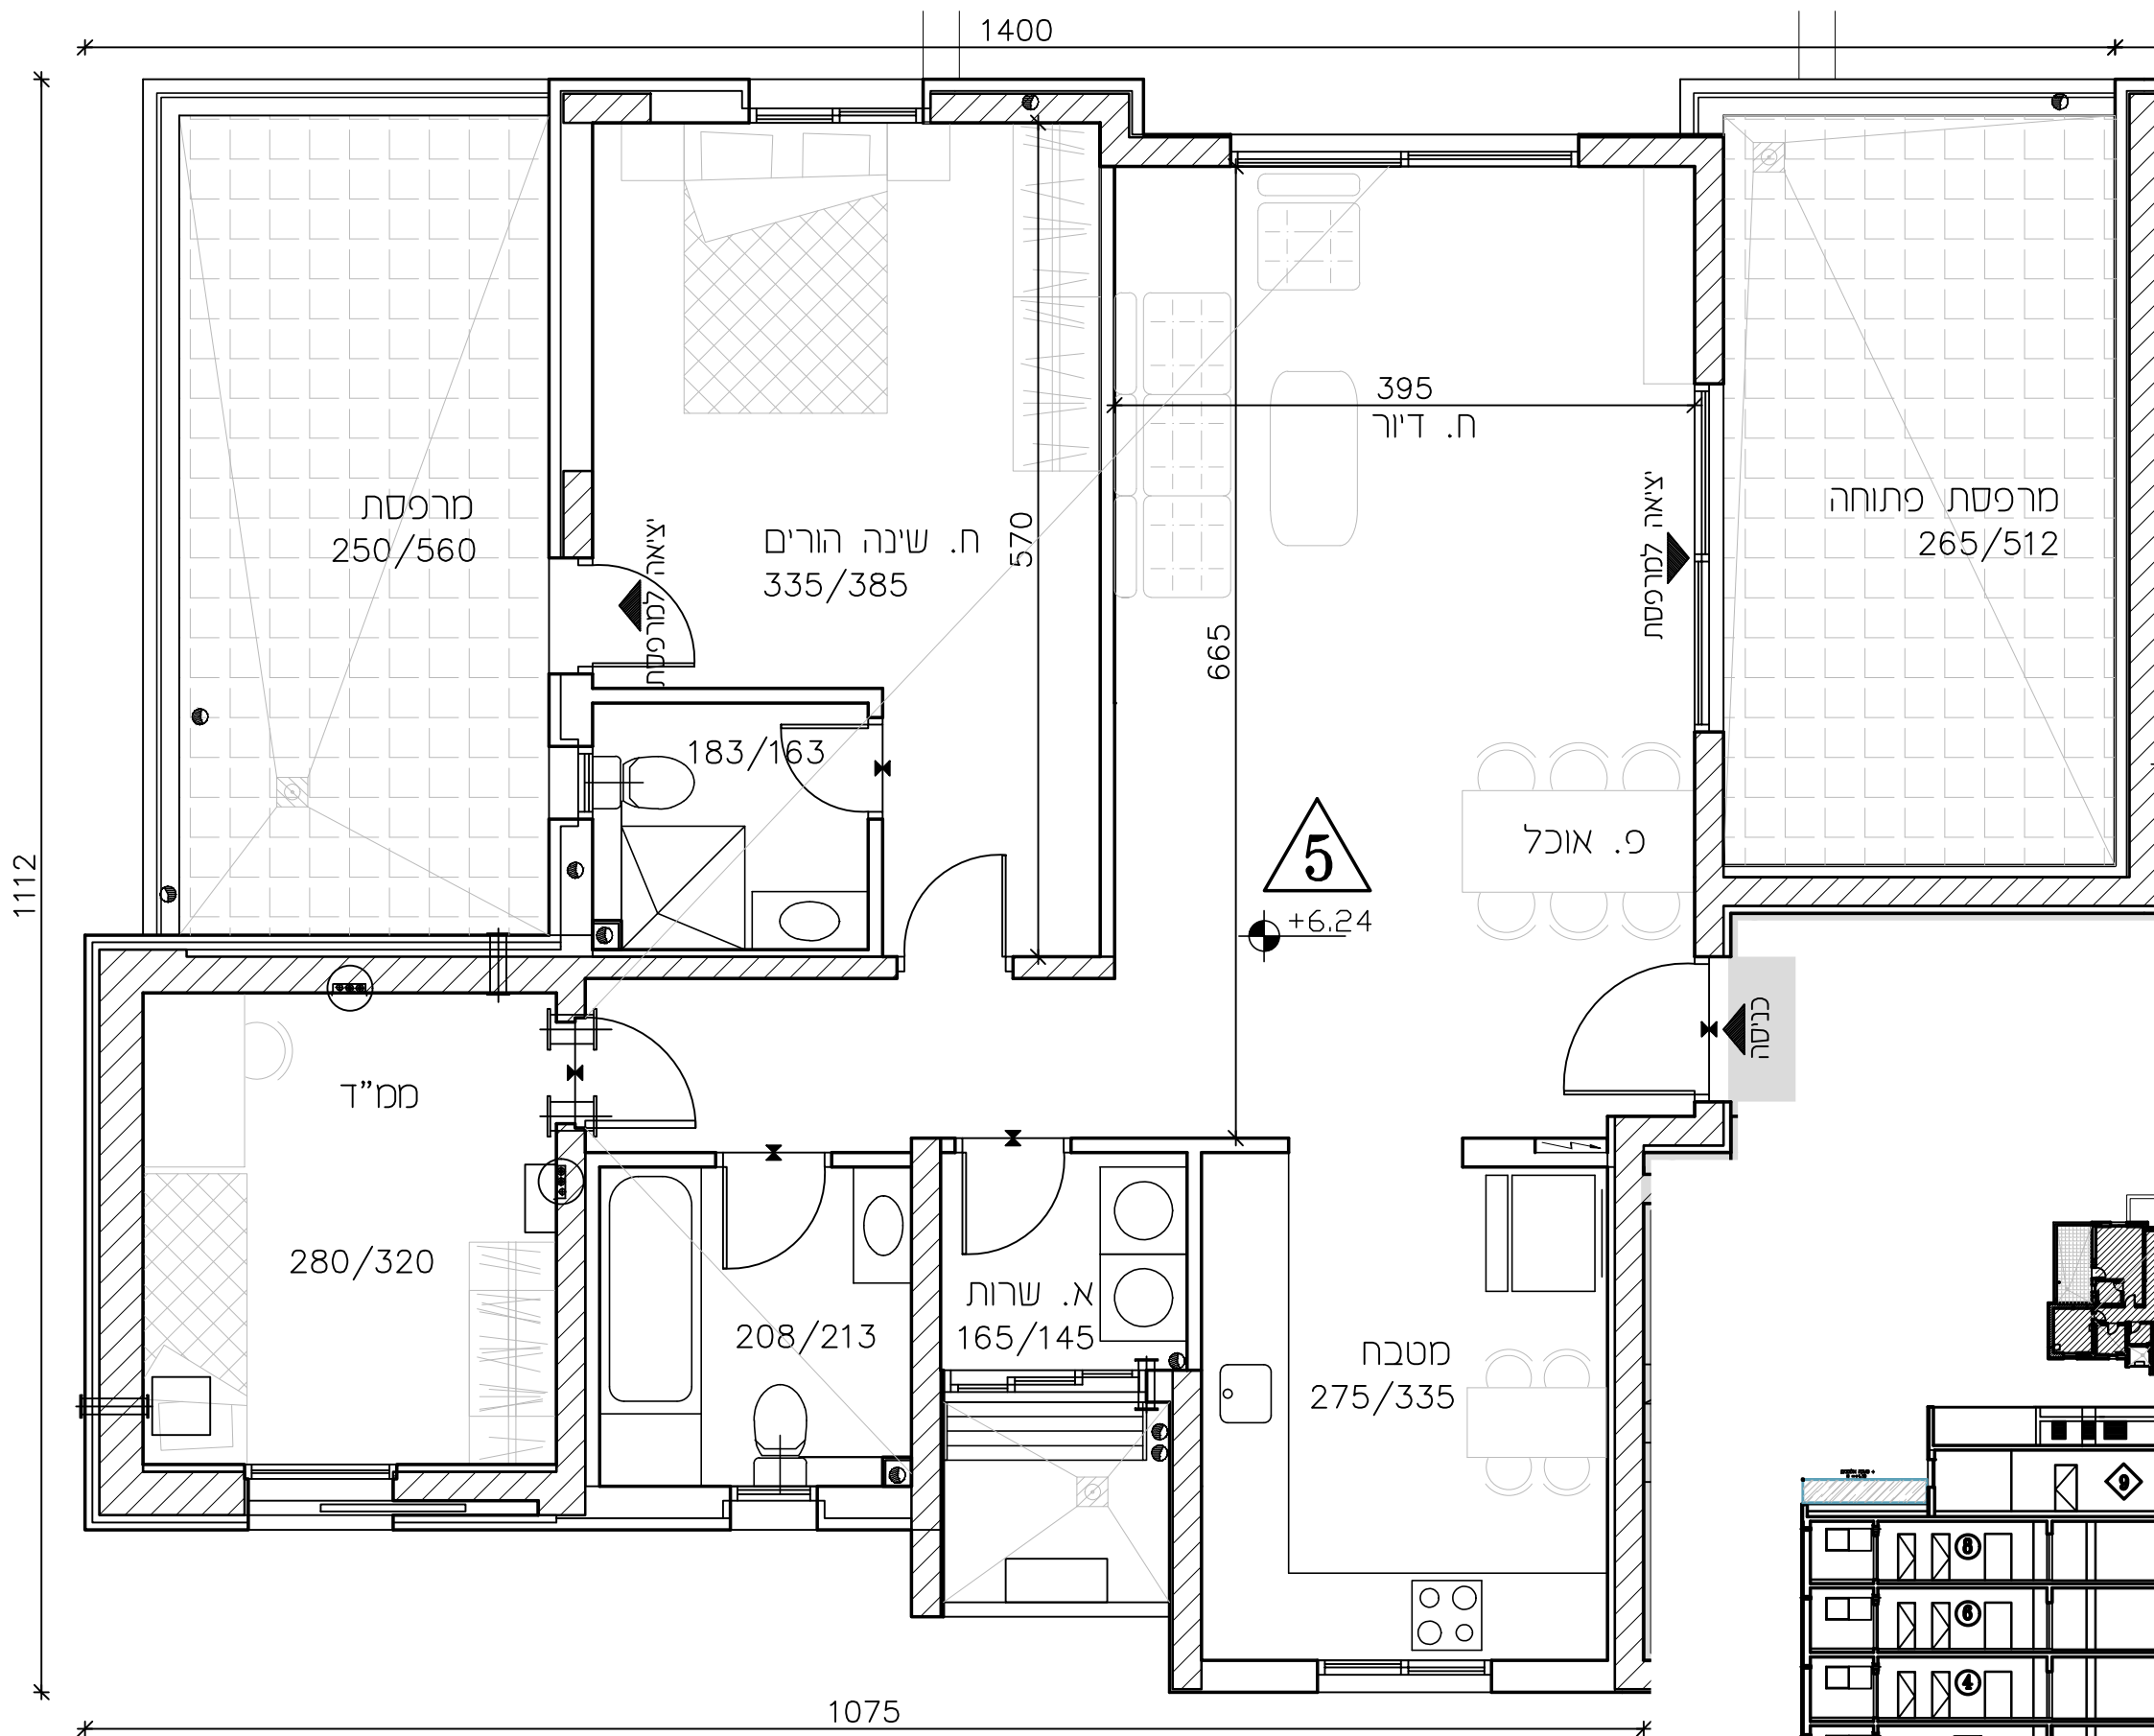 1400
1112
395
ח. דיור
מרפסת
250/560
ח. שינה הורים
335/385
570
יציאה למרפסת
יציאה למרפסת
מרפסת פתוחה
265/512
665
183/163
פ. אוכל
5
+6.24
כניסה
ממ"ד
280/320
208/213
א. שרות
165/145
מטבח
275/335
9
8
6
4
1075